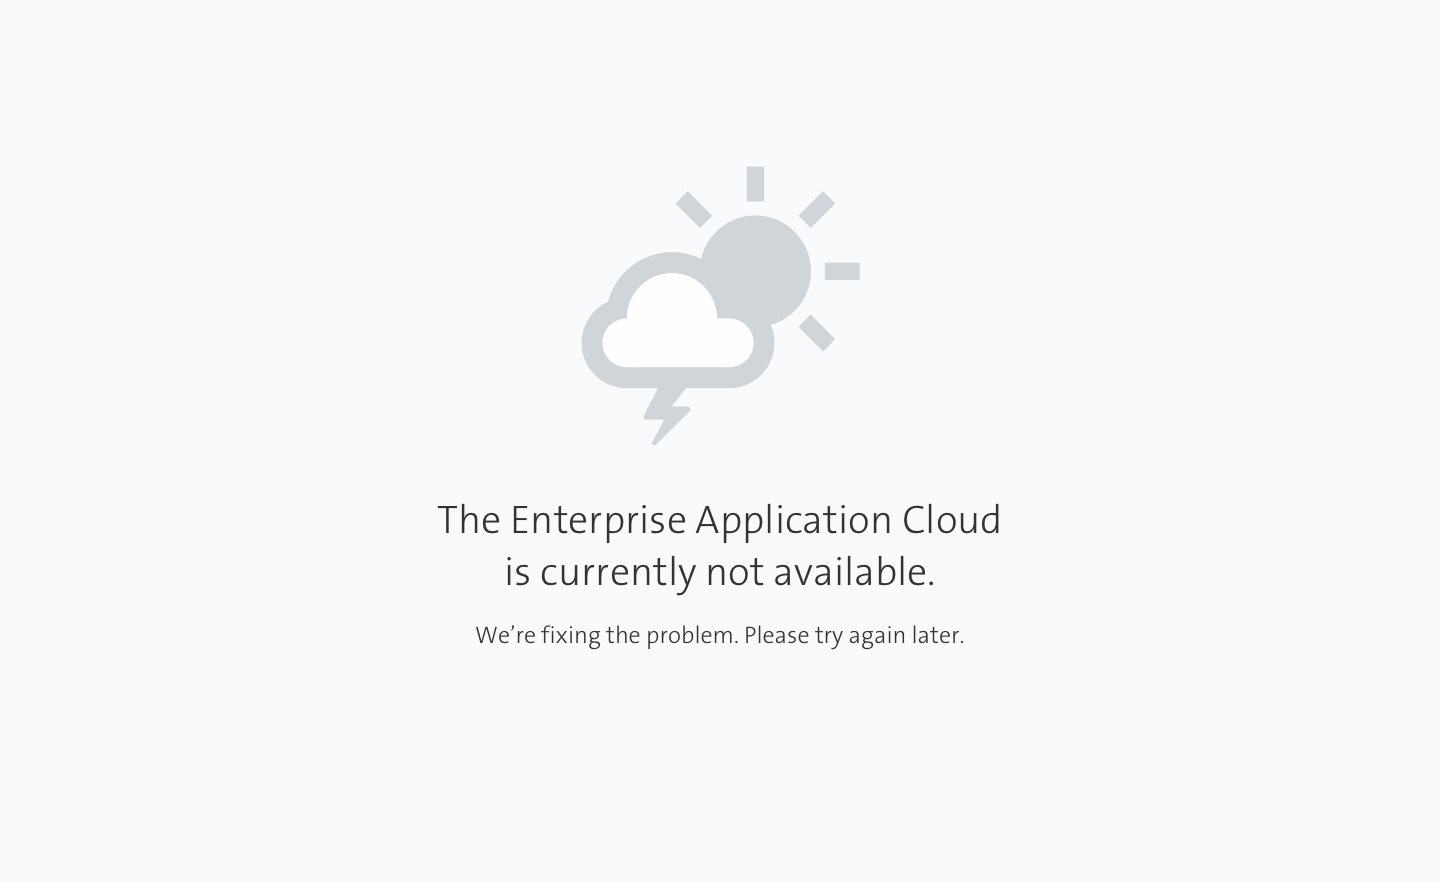 The Enterprise Application Cloud
is currently not available.
We’re fixing the problem. Please try again later.